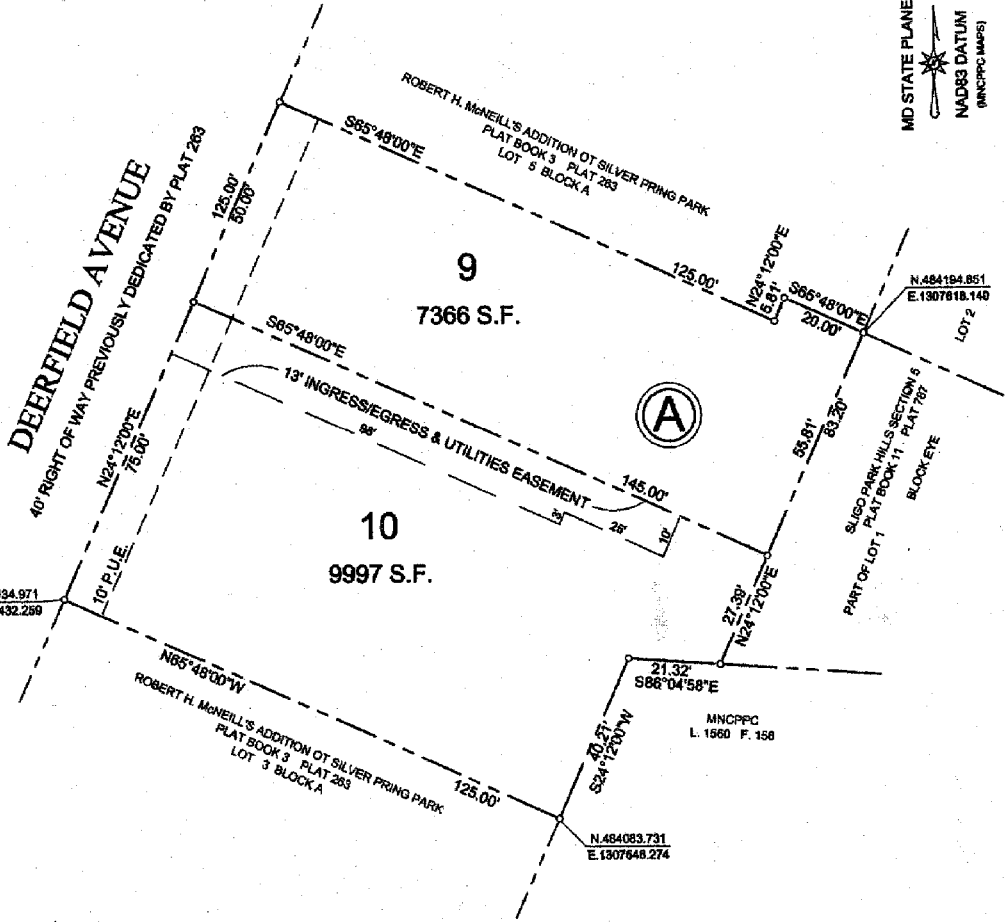 MD STATE PLANE
NAD83 DATUM
(MNCPPC MAPS)
ROBERT H. McNEILL'S ADDITION OT SILVER PRING PARK
PLAT BOOK 3 PLAT 263
LOT 5 BLOCK A
S65°48'00"E
125.00'
N24°12'00"E
5.81'
S65°48'00"E
20.00'
N.484194.851
E.1307618.140
LOT 2
DEERFIELD AVENUE
40' RIGHT OF WAY PREVIOUSLY DEDICATED BY PLAT 263
125.00'
50.00'
9
7366 S.F.
A
S65°48'00"E
145.00'
13' INGRESS/EGRESS & UTILITIES EASEMENT
98'
3'
26'
10'
55.81'
83.20'
SLIGO PARK HILLS SECTION 5
PART OF LOT 1 PLAT BOOK 11 PLAT 787
BLOCK EYE
N24°12'00"E
75.00'
10
9997 S.F.
10' P.U.E.
34.971
432.259
27.39'
N24°12'00"E
21.32'
S86°04'58"E
MNCPPC
L. 1560 F. 156
40.21'
S24°12'00"W
N65°48'00"W
125.00'
ROBERT H. McNEILL'S ADDITION OT SILVER PRING PARK
PLAT BOOK 3 PLAT 263
LOT 3 BLOCK A
N.484083.731
E.1307548.274